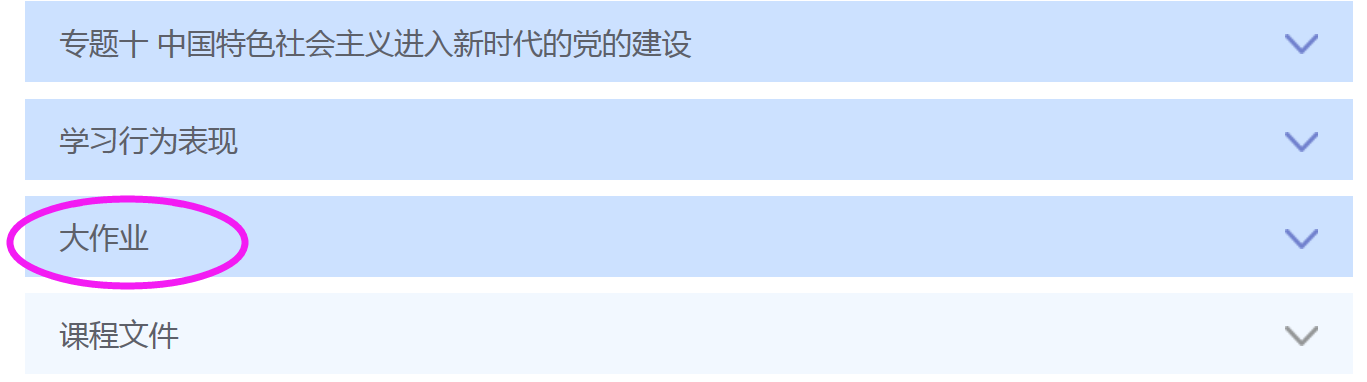 专题十 中国特色社会主义进入新时代的党的建设
学习行为表现
大作业
课程文件